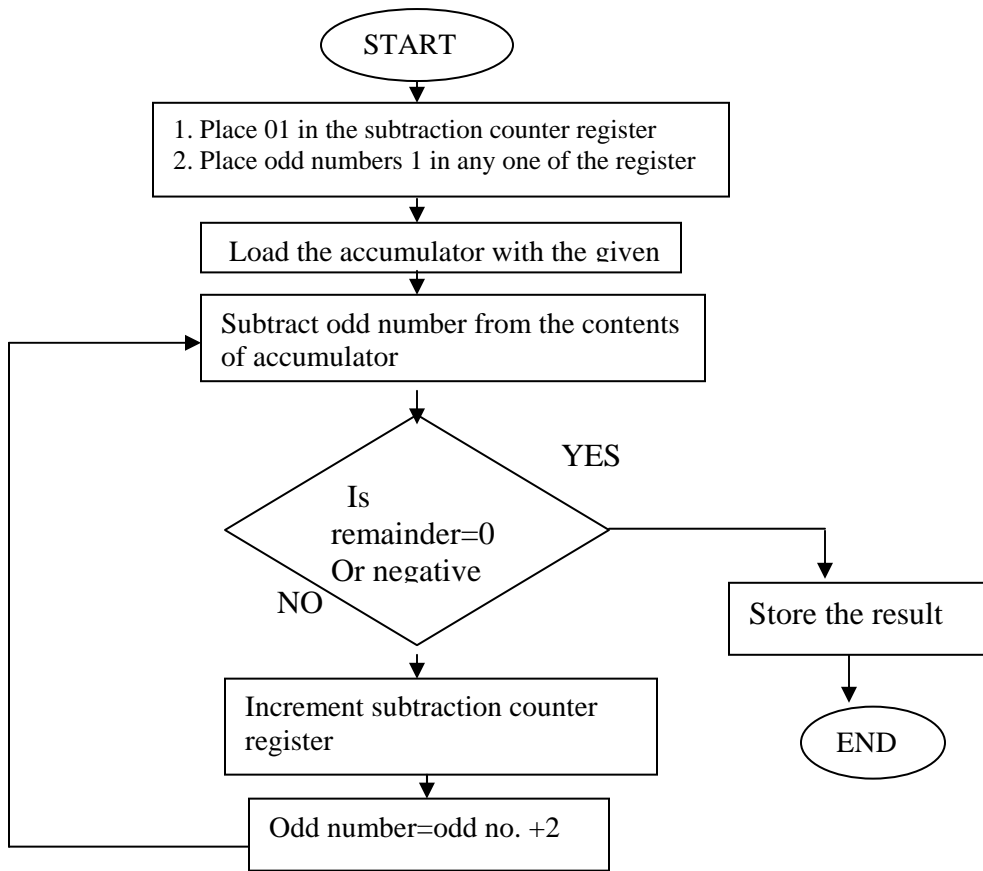 START
1. Place 01 in the subtraction counter register
2. Place odd numbers 1 in any one of the register
Load the accumulator with the given
Subtract odd number from the contents
of accumulator
YES
Is
remainder=0
Or negative
NO
Store the result
Increment subtraction counter
register
END
Odd number=odd no. +2